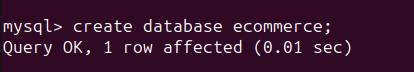 mysql> create database ecommerce;
Query OK, 1 row affected (0.01 sec)